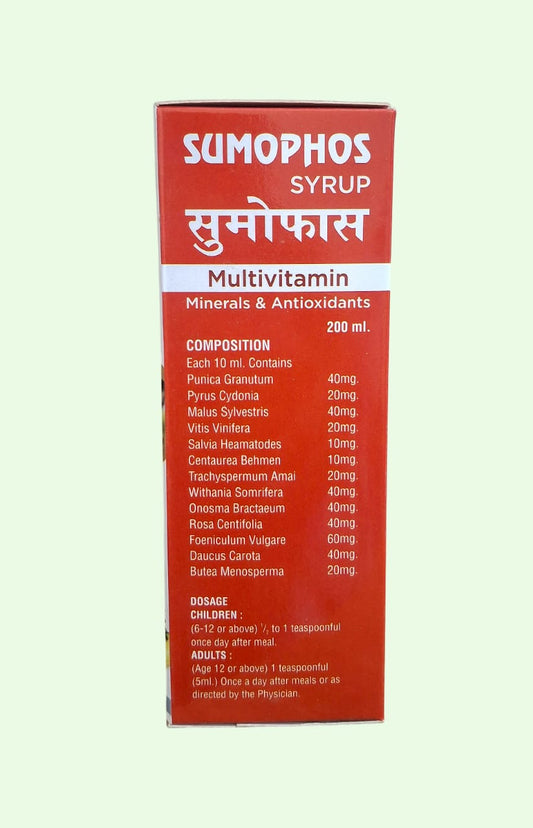 SUMOPHOS
SYRUP
सुमोफास
Multivitamin
Minerals & Antioxidants
200 ml.
COMPOSITION
Each 10 ml. Contains
Punica Granutum 40mg.
Pyrus Cydonia 20mg.
Malus Sylvestris 40mg.
Vitis Vinifera 20mg.
Salvia Heamatodes 10mg.
Centaurea Behmen 10mg.
Trachyspermum Amai 20mg.
Withania Somrifera 40mg.
Onosma Bractaeum 40mg.
Rosa Centifolia 40mg.
Foeniculum Vulgare 60mg.
Daucus Carota 40mg.
Butea Menosperma 20mg.
DOSAGE
CHILDREN :
(6-12 or above) 1/2 to 1 teaspoonful
once day after meal.
ADULTS :
(Age 12 or above) 1 teaspoonful
(5ml.) Once a day after meals or as
directed by the Physician.